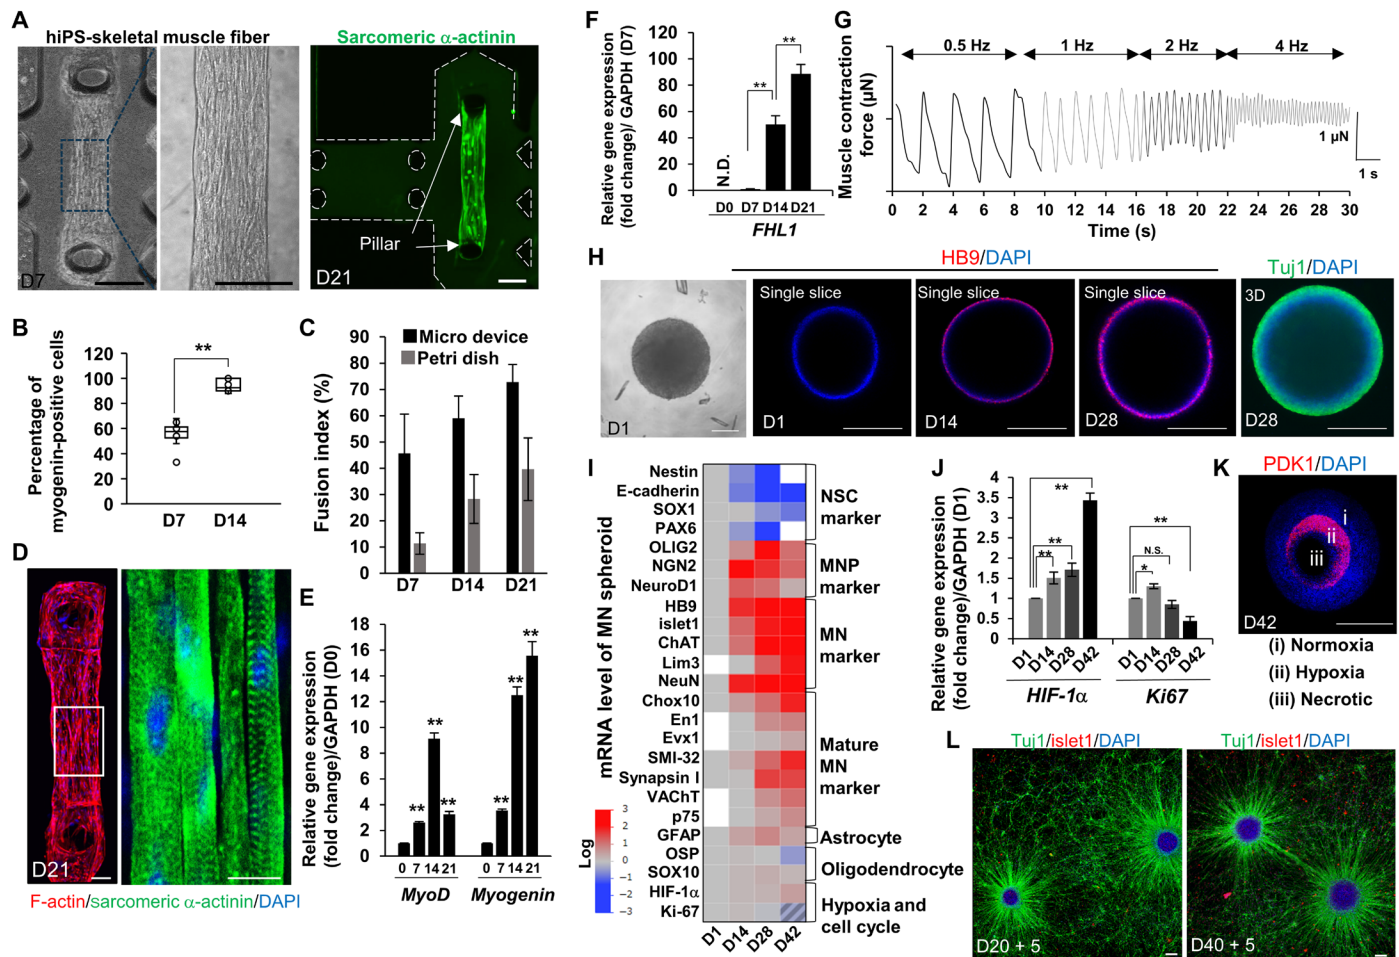 A
hiPS-skeletal muscle fiber
Sarcomeric α-actinin
D7
Pillar
D21
B
Percentage of
myogenin-positive cells
120
100
80
60
40
20
0
**
D7 D14
C
Fusion index (%)
90
80
70
60
50
40
30
20
10
0
Micro device
Petri dish
D7 D14 D21
D
D21
F-actin/sarcomeric α-actinin/DAPI
E
Relative gene expression
(fold change)/GAPDH (D0)
18
16
14
12
10
8
6
4
2
0
** ** ** ** ** **
0 7 14 21 0 7 14 21
MyoD Myogenin
F
Relative gene expression
(fold change)/ GAPDH (D7)
120
100
80
60
40
20
0
** **
N.D.
D0 D7 D14 D21
FHL1
G
Muscle contraction
force (µN)
0.5 Hz 1 Hz 2 Hz 4 Hz
1 µN
1 s
0 2 4 6 8 10 12 14 16 18 20 22 24 26 28 30
Time (s)
H
HB9/DAPI
Tuj1/DAPI
D1
Single slice
D1
Single slice
D14
Single slice
D28
3D
D28
I
mRNA level of MN spheroid
Nestin
E-cadherin
SOX1
PAX6
OLIG2
NGN2
NeuroD1
HB9
islet1
ChAT
Lim3
NeuN
Chox10
En1
Evx1
SMI-32
Synapsin I
VAChT
p75
GFAP
OSP
SOX10
HIF-1α
Ki-67
D1 D14 D28 D42
NSC
marker
MNP
marker
MN
marker
Mature
MN
marker
Astrocyte
Oligodendrocyte
Hypoxia and
cell cycle
Log
3
2
1
0
−1
−2
−3
J
Relative gene expression
(fold change)/GAPDH (D1)
4
3.5
3
2.5
2
1.5
1
0.5
0
**
**
**
**
N.S.
*
D1 D14 D28 D42 D1 D14 D28 D42
HIF-1α Ki67
K
PDK1/DAPI
i
ii
iii
D42
(i) Normoxia
(ii) Hypoxia
(iii) Necrotic
L
Tuj1/islet1/DAPI
Tuj1/islet1/DAPI
D20 + 5
D40 + 5